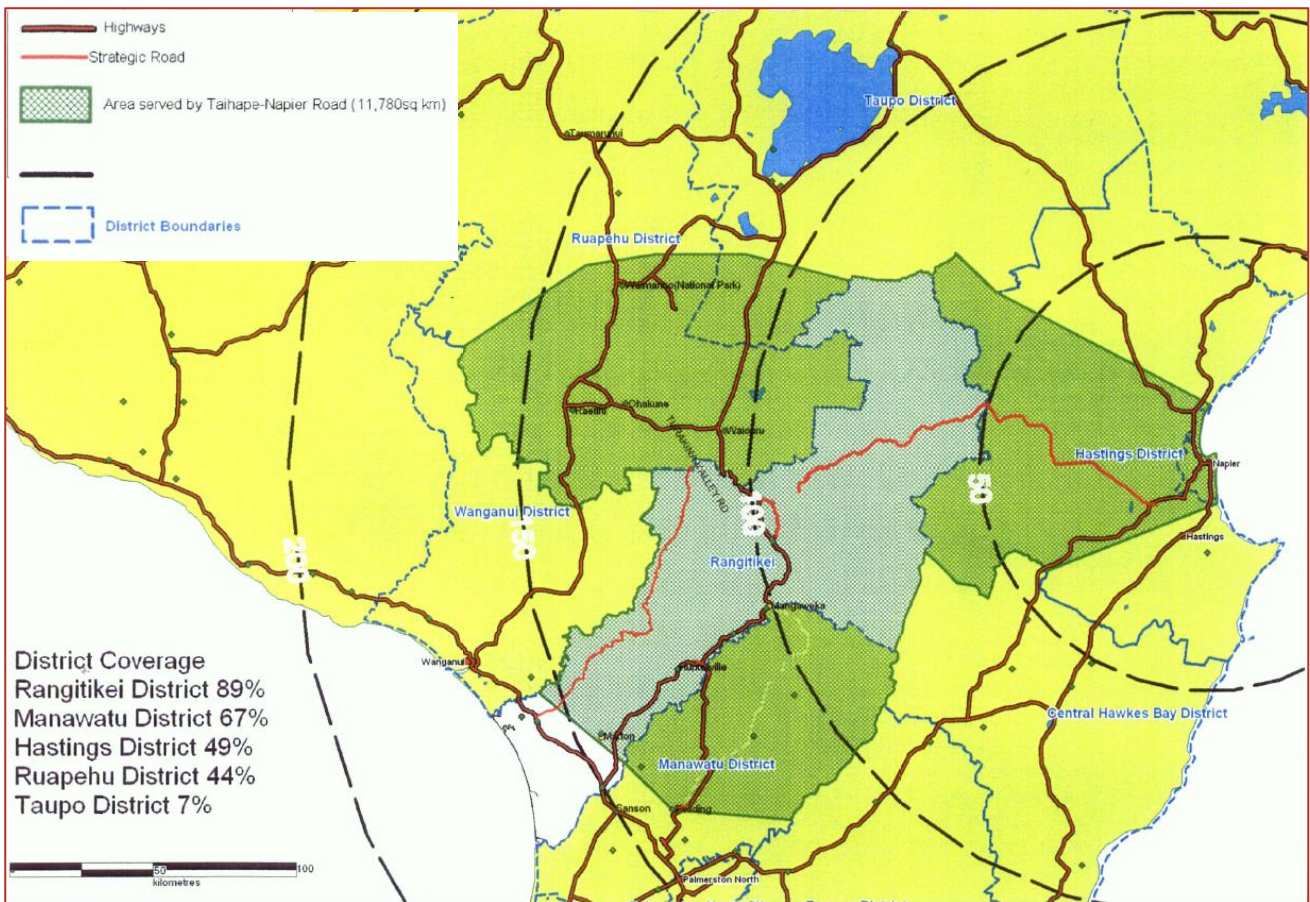 Highways
Strategic Road
Area served by Taihape-Napier Road (11,780sq km)
District Boundaries
Taupo District
Taumarunui
Ruapehu District
Waimarino(National Park)
Raetihi
Ohakune
Waiouru
TURAKINA VALLEY RD
Hastings District
Napier
Hastings
50
100
150
200
Wanganui District
Rangitikei
Mangaweka
Wanganui
Hunterville
Marton
Manawatu District
Central Hawkes Bay District
Sanson
Feilding
Palmerston North
District Coverage
Rangitikei District 89%
Manawatu District 67%
Hastings District 49%
Ruapehu District 44%
Taupo District 7%
50
100
kilometres